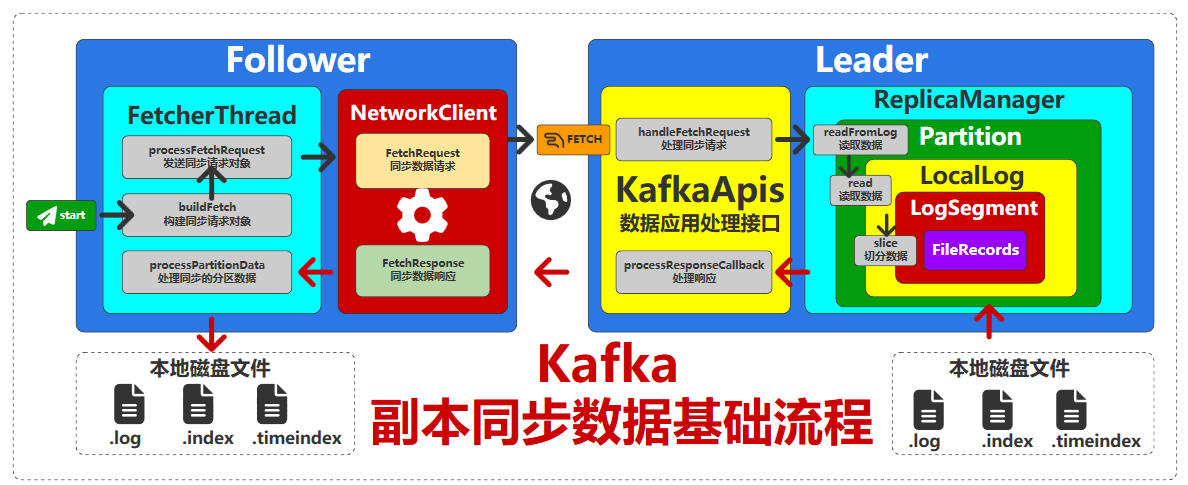 Follower
FetcherThread
processFetchRequest
发送同步请求对象
buildFetch
构建同步请求对象
start
processPartitionData
处理同步的分区数据
NetworkClient
FetchRequest
同步数据请求
FetchResponse
同步数据响应
FETCH
Leader
handleFetchRequest
处理同步请求
KafkaApis
数据应用处理接口
processResponseCallback
处理响应
ReplicaManager
readFromLog
读取数据
Partition
read
读取数据
LocalLog
slice
切分数据
LogSegment
FileRecords
本地磁盘文件
.log
.index
.timeindex
Kafka
副本同步数据基础流程
本地磁盘文件
.log
.index
.timeindex